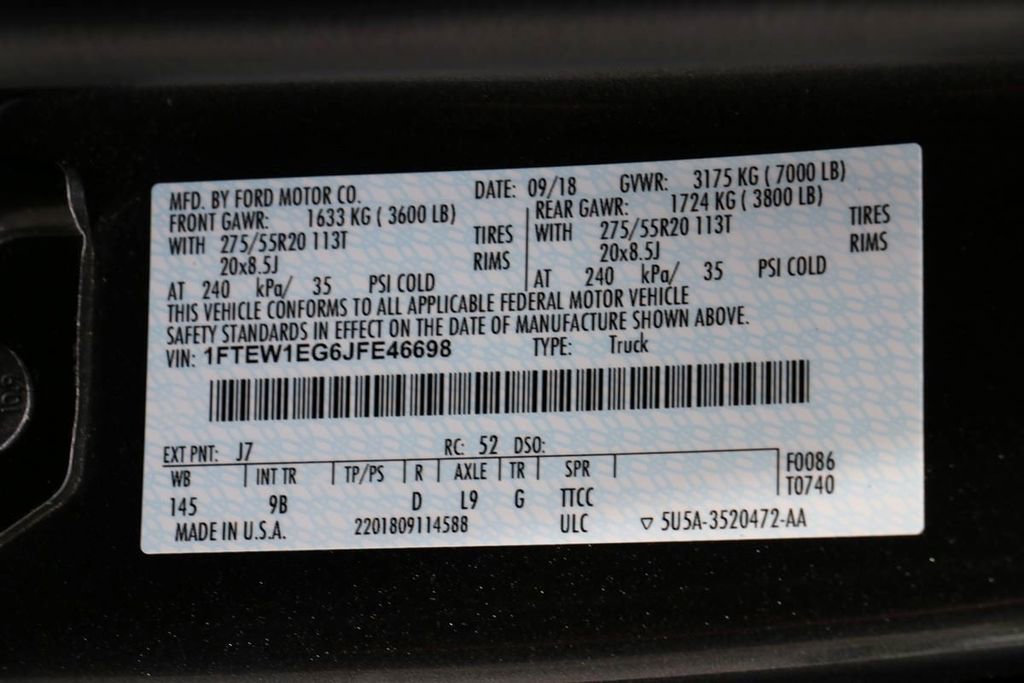 MFD. BY FORD MOTOR CO. DATE: 09/18 GVWR: 3175 KG ( 7000 LB)
FRONT GAWR: 1633 KG ( 3600 LB) REAR GAWR: 1724 KG ( 3800 LB)
WITH 275/55R20 113T TIRES WITH 275/55R20 113T TIRES
20x8.5J RIMS 20x8.5J RIMS
AT 240 kPa/ 35 PSI COLD AT 240 kPa/ 35 PSI COLD
THIS VEHICLE CONFORMS TO ALL APPLICABLE FEDERAL MOTOR VEHICLE
SAFETY STANDARDS IN EFFECT ON THE DATE OF MANUFACTURE SHOWN ABOVE.
VIN: 1FTEW1EG6JFE46698 TYPE: Truck
EXT PNT: J7 RC: 52 DSO:
WB INT TR TP/PS R AXLE TR SPR F0086
145 9B D L9 G TTCC T0740
MADE IN U.S.A. 2201809114588 ULC ▽ 5U5A-3520472-AA
109